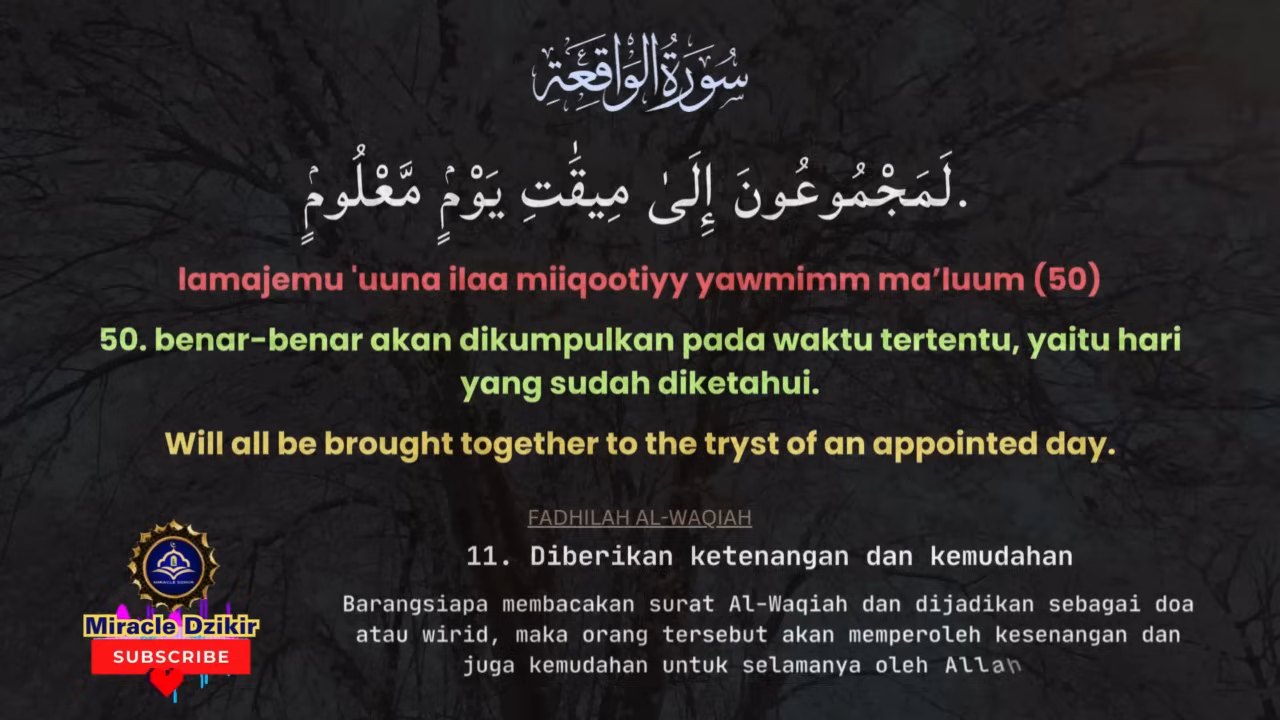 سُورَةُ الْوَاقِعَةِ
لَمَجْمُوعُونَ إِلَىٰ مِيقَٰتِ يَوْمٍۢ مَّعْلُومٍۢ.
lamajemu 'uuna ilaa miiqootiyy yawmimm ma’luum (50)
50. benar-benar akan dikumpulkan pada waktu tertentu, yaitu hari
yang sudah diketahui.
Will all be brought together to the tryst of an appointed day.
FADHILAH AL-WAQIAH
11. Diberikan ketenangan dan kemudahan
Barangsiapa membacakan surat Al-Waqiah dan dijadikan sebagai doa
atau wirid, maka orang tersebut akan memperoleh kesenangan dan
juga kemudahan untuk selamanya oleh Allah
MIRACLE DZIKIR
Miracle Dzikir
SUBSCRIBE